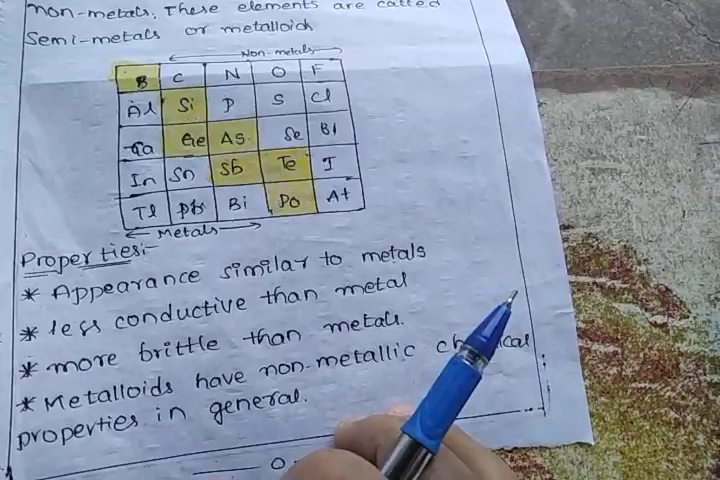 non-metals. These elements are called
Semi-metals or metalloids
Non-metals
B C N O F
Al Si P S Cl
Ga Ge As Se Br
In Sn Sb Te I
Tl Pb Bi Po At
Metals
Properties:-
* Appearance similar to metals
* less conductive than metal
* more brittle than metals.
* Metalloids have non-metallic
properties in general.
O